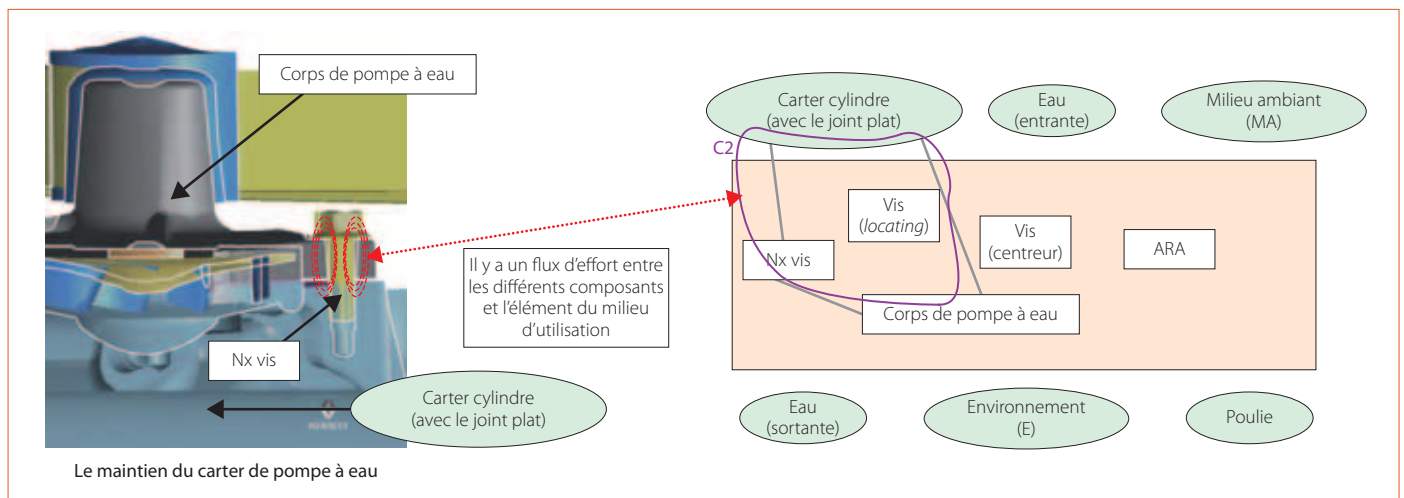 Corps de pompe à eau
Nx vis
Carter cylindre
(avec le joint plat)
Le maintien du carter de pompe à eau
Il y a un flux d'effort entre
les différents composants
et l'élément du milieu
d'utilisation
Carter cylindre
(avec le joint plat)
Eau
(entrante)
Milieu ambiant
(MA)
C2
Vis
(locating)
Vis
(centreur)
ARA
Nx vis
Corps de pompe à eau
Eau
(sortante)
Environnement
(E)
Poulie